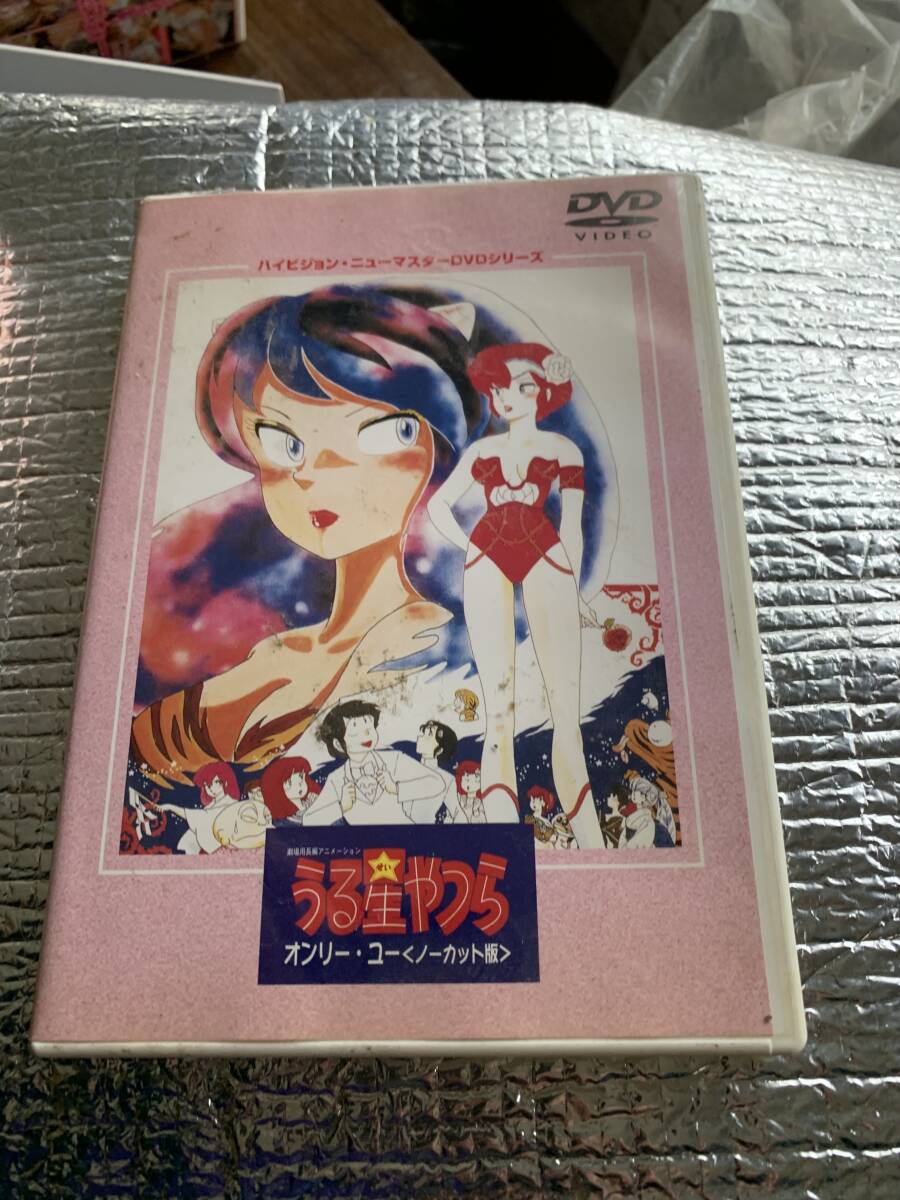 DVD
VIDEO
ハイビジョン・ニューマスターDVDシリーズ
劇場用長編アニメーション
うる星やつら
せい
オンリー・ユー<ノーカット版>